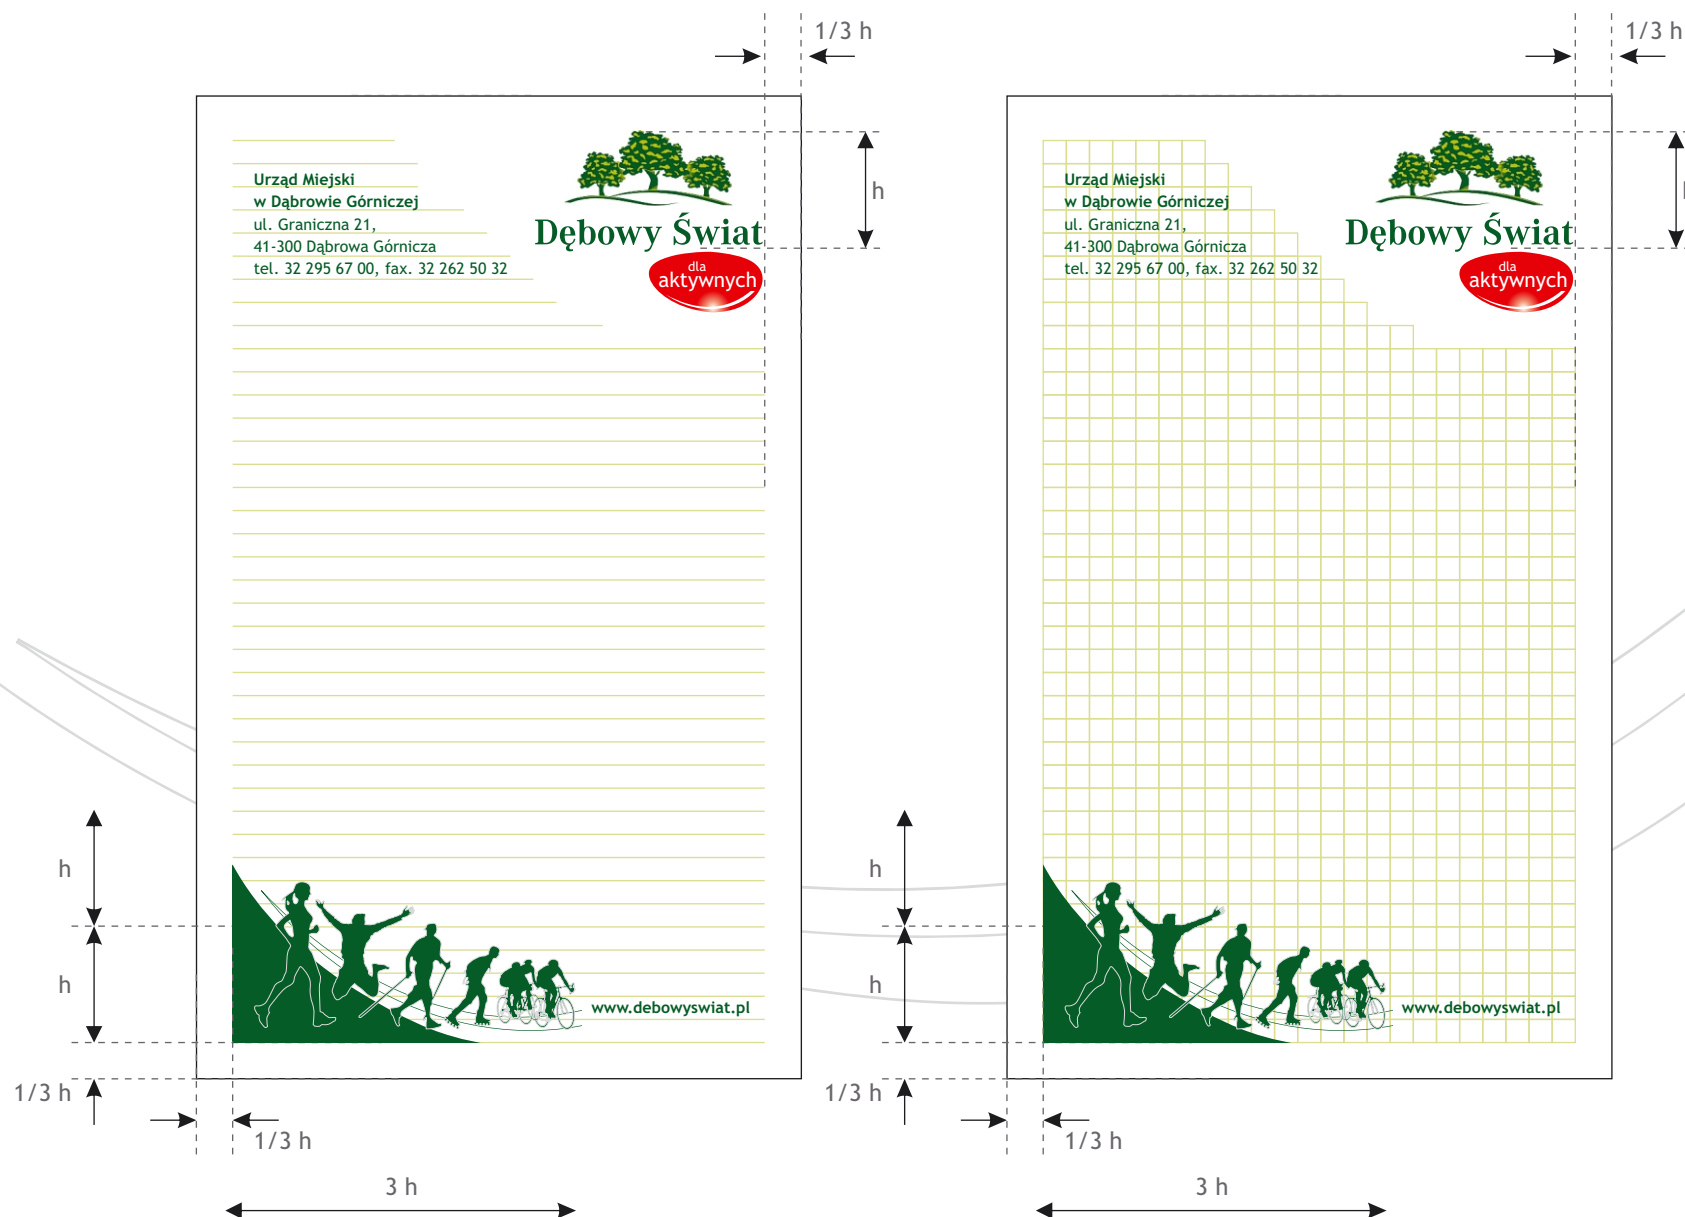 1/3 h
1/3 h
Urząd Miejski
w Dąbrowie Górniczej
ul. Graniczna 21,
41-300 Dąbrowa Górnicza
tel. 32 295 67 00, fax. 32 262 50 32
Dębowy Świat
dla
aktywnych
h
Urząd Miejski
w Dąbrowie Górniczej
ul. Graniczna 21,
41-300 Dąbrowa Górnicza
tel. 32 295 67 00, fax. 32 262 50 32
Dębowy Świat
dla
aktywnych
h
h
www.debowyswiat.pl
1/3 h
1/3 h
3 h
h
h
www.debowyswiat.pl
1/3 h
1/3 h
3 h